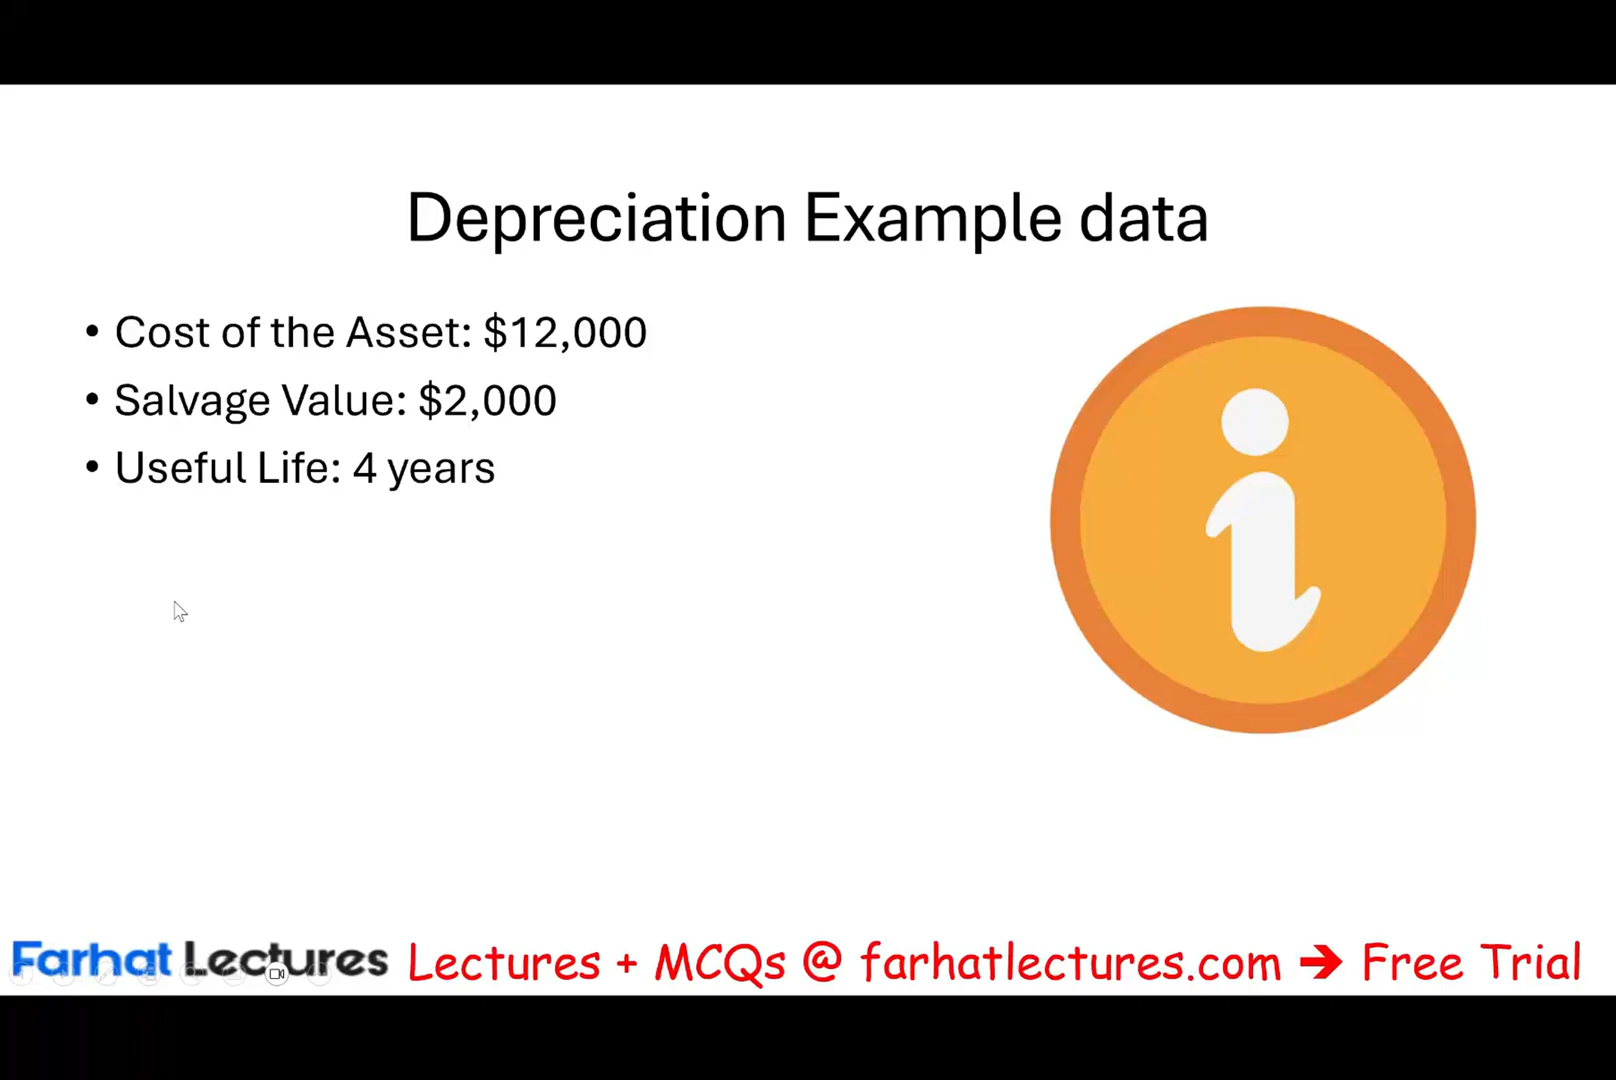 Depreciation Example data
• Cost of the Asset: $12,000
• Salvage Value: $2,000
• Useful Life: 4 years
Farhat Lectures Lectures + MCQs @ farhatlectures.com → Free Trial